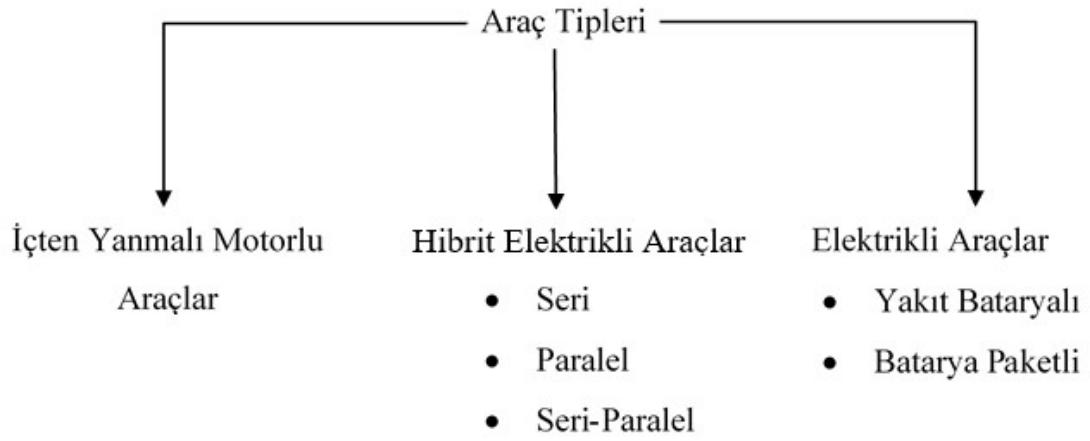 Araç Tipleri
İçten Yanmalı Motorlu
Araçlar
Hibrit Elektrikli Araçlar
• Seri
• Paralel
• Seri-Paralel
Elektrikli Araçlar
• Yakıt Bataryalı
• Batarya Paketli